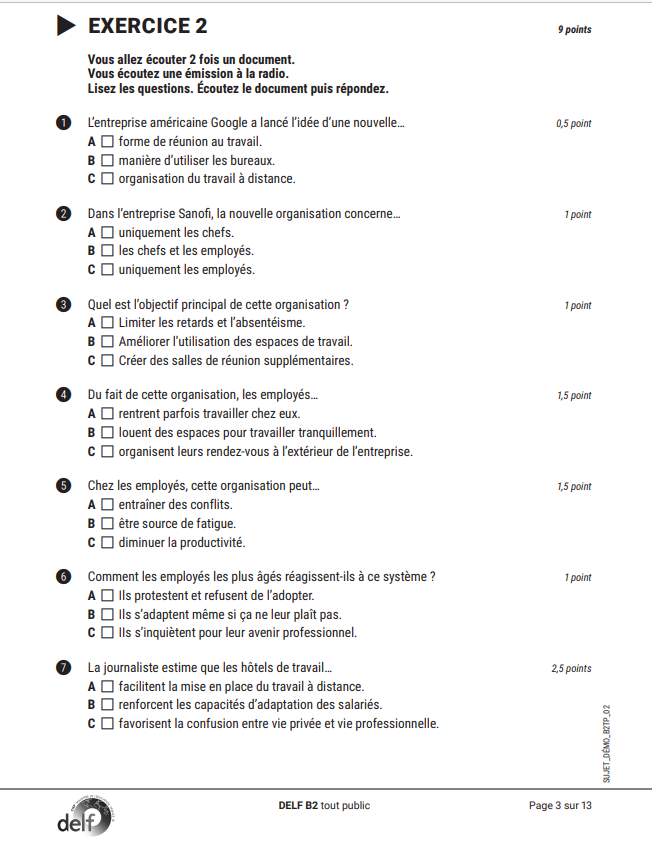 EXERCICE 2
9 points
Vous allez écouter 2 fois un document.
Vous écoutez une émission à la radio.
Lisez les questions. Écoutez le document puis répondez.
1 L'entreprise américaine Google a lancé l'idée d'une nouvelle... 0,5 point
A forme de réunion au travail.
B manière d'utiliser les bureaux.
C organisation du travail à distance.
2 Dans l'entreprise Sanofi, la nouvelle organisation concerne... 1 point
A uniquement les chefs.
B les chefs et les employés.
C uniquement les employés.
3 Quel est l'objectif principal de cette organisation ? 1 point
A Limiter les retards et l'absentéisme.
B Améliorer l'utilisation des espaces de travail.
C Créer des salles de réunion supplémentaires.
4 Du fait de cette organisation, les employés... 1,5 point
A rentrent parfois travailler chez eux.
B louent des espaces pour travailler tranquillement.
C organisent leurs rendez-vous à l'extérieur de l'entreprise.
5 Chez les employés, cette organisation peut... 1,5 point
A entraîner des conflits.
B être source de fatigue.
C diminuer la productivité.
6 Comment les employés les plus âgés réagissent-ils à ce système ? 1 point
A Ils protestent et refusent de l'adopter.
B Ils s'adaptent même si ça ne leur plaît pas.
C Ils s'inquiètent pour leur avenir professionnel.
7 La journaliste estime que les hôtels de travail... 2,5 points
A facilitent la mise en place du travail à distance.
B renforcent les capacités d'adaptation des salariés.
C favorisent la confusion entre vie privée et vie professionnelle.
SUJET_DÉMO_B2TP_02
delf
DELF B2 tout public
Page 3 sur 13